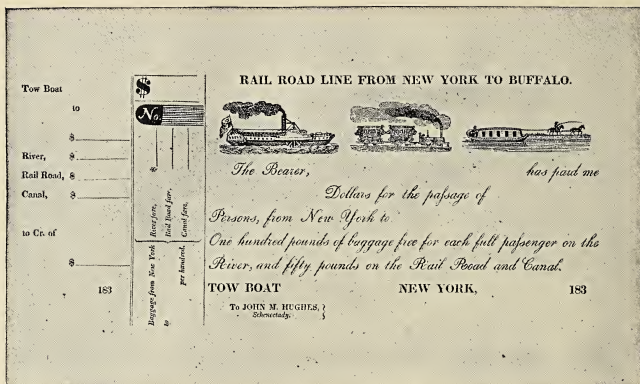 Tow Boat
to
$
River, $
Rail Road, $
Canal, $
to Cr. of
$
183
$
No.
$
River fare,
Rail Road fare,
Canal fare,
Baggage from New York
to
per hundred.
RAIL ROAD LINE FROM NEW YORK TO BUFFALO.
The Bearer, has paid me
Dollars for the paſsage of
Persons, from New York to
One hundred pounds of baggage free for each full paſsenger on the
River, and fifty pounds on the Rail Road and Canal.
TOW BOAT NEW YORK, 183
To JOHN M. HUGHES,
Schenectady.